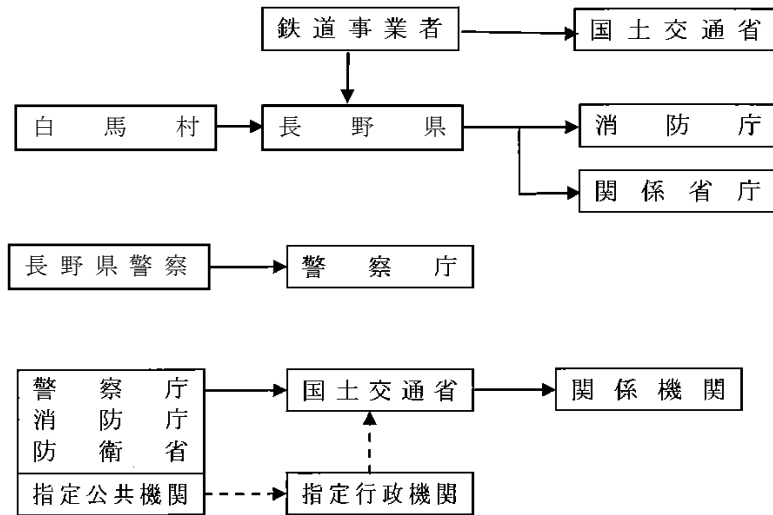 鉄道事業者
国土交通省
白馬村
長野県
消防庁
関係省庁
長野県警察
警察庁
警察庁
消防庁
防衛省
国土交通省
関係機関
指定公共機関
指定行政機関